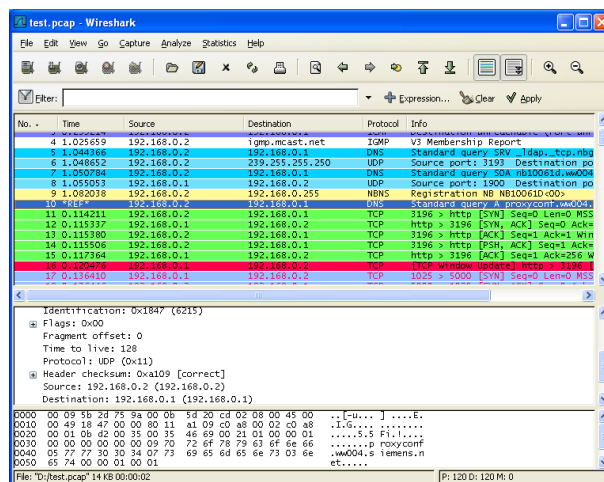 test.pcap - Wireshark
File Edit View Go Capture Analyze Statistics Help
Filter: Expression... Clear Apply
No. . Time Source Destination Protocol Info
4 1.025659 192.168.0.2 igmp.mcast.net IGMP V3 Membership Report
5 1.044366 192.168.0.2 192.168.0.1 DNS Standard query SRV _ldap._tcp.nbg
6 1.048652 192.168.0.2 239.255.255.250 UDP Source port: 3193 Destination po
7 1.050784 192.168.0.2 192.168.0.1 DNS Standard query SOA nb10061d.ww004
8 1.055053 192.168.0.1 192.168.0.2 UDP Source port: 1900 Destination po
9 1.082038 192.168.0.2 192.168.0.255 NBNS Registration NB NB10061D<00>
10 *REF* 192.168.0.2 192.168.0.1 DNS Standard query A proxyconf.ww004.
11 0.114211 192.168.0.2 192.168.0.1 TCP 3196 > http [SYN] Seq=0 Len=0 MSS
12 0.115337 192.168.0.1 192.168.0.2 TCP http > 3196 [SYN, ACK] Seq=0 Ack=
13 0.115380 192.168.0.2 192.168.0.1 TCP 3196 > http [ACK] Seq=1 Ack=1 Win
14 0.115506 192.168.0.2 192.168.0.1 TCP 3196 > http [PSH, ACK] Seq=1 Ack=
15 0.117364 192.168.0.1 192.168.0.2 TCP http > 3196 [ACK] Seq=1 Ack=256 W
16 0.120476 192.168.0.1 192.168.0.2 TCP [TCP Window Update] http > 3196 [
17 0.136410 192.168.0.2 192.168.0.1 TCP 1025 > 5000 [SYN] Seq=0 Len=0 MSS
Identification: 0x1847 (6215)
Flags: 0x00
Fragment offset: 0
Time to live: 128
Protocol: UDP (0x11)
Header checksum: 0xa109 [correct]
Source: 192.168.0.2 (192.168.0.2)
Destination: 192.168.0.1 (192.168.0.1)
0000 00 09 5b 2d 75 9a 00 0b 5d 20 cd 02 08 00 45 00 ..[-u... ] ....E.
0010 00 49 18 47 00 00 80 11 a1 09 c0 a8 00 02 c0 a8 .I.G.... ........
0020 00 01 0b d2 00 35 00 35 46 69 00 21 01 00 00 01 .....5.5 Fi.!....
0030 00 00 00 00 00 00 09 70 72 6f 78 79 63 6f 6e 66 .......p roxyconf
0040 05 77 77 30 30 34 07 73 69 65 6d 65 6e 73 03 6e .ww004.s iemens.n
0050 65 74 00 00 01 00 01 et.....
File: "D:/test.pcap" 14 KB 00:00:02 P: 120 D: 120 M: 0